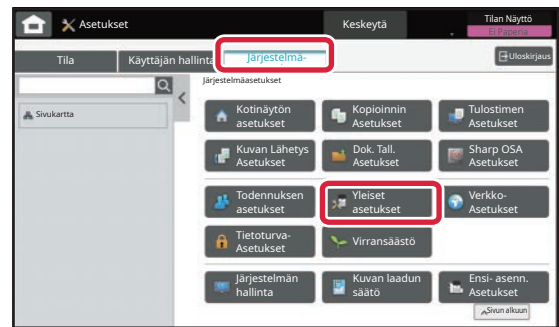 Asetukset
Keskeytä
Tilan Näyttö
Ei Paperia
Tila
Käyttäjän hallinta
Järjestelmä-
Uloskirjaus
Järjestelmäasetukset
Sivukartta
Kotinäytön
asetukset
Kopioinnin
Asetukset
Tulostimen
Asetukset
Kuvan Lähetys
Asetukset
Dok. Tall.
Asetukset
Sharp OSA
Asetukset
Todennuksen
asetukset
Yleiset
asetukset
Verkko-
Asetukset
Tietoturva-
Asetukset
Virransäästö
Järjestelmän
hallinta
Kuvan laadun
säätö
Ensi- asenn.
Asetukset
Sivun alkuun